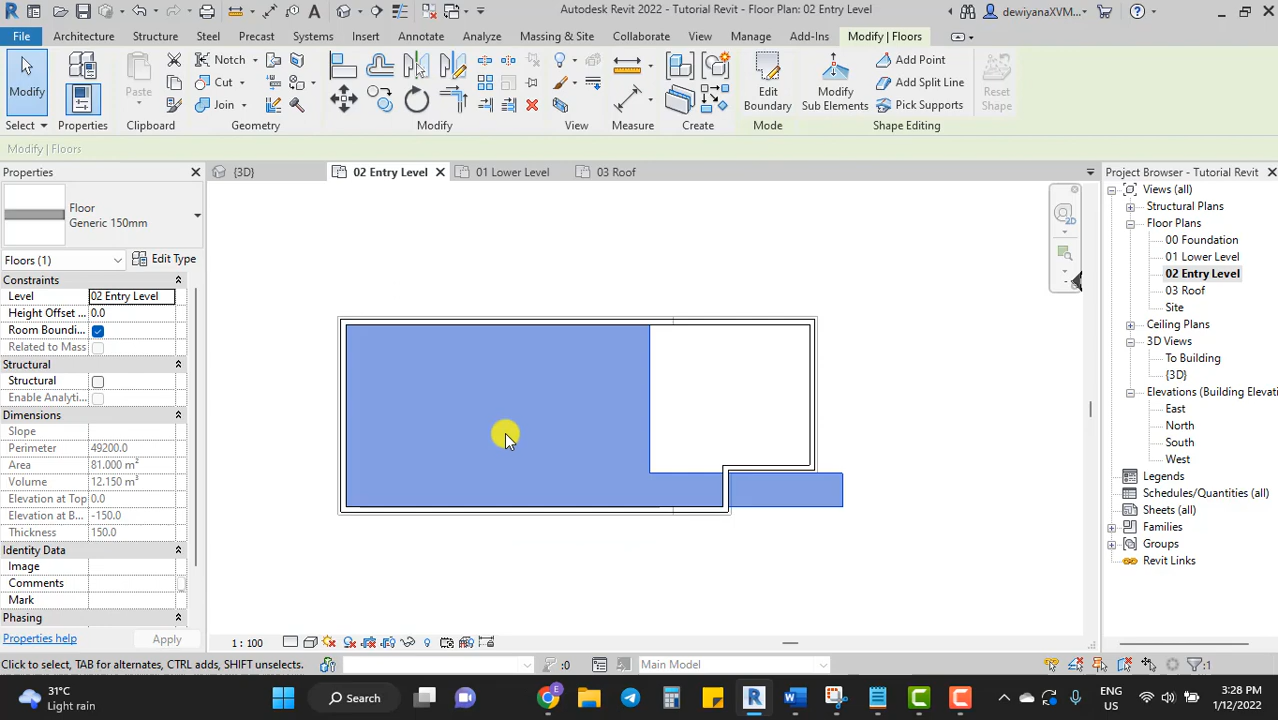 Autodesk Revit 2022 - Tutorial Revit - Floor Plan: 02 Entry Level
dewiyanaXVM...
File Architecture Structure Steel Precast Systems Insert Annotate Analyze Massing & Site Collaborate View Manage Add-Ins Modify | Floors
Modify
Paste
Notch
Cut
Join
Edit
Boundary
Modify
Sub Elements
Add Point
Add Split Line
Pick Supports
Reset
Shape
Select Properties Clipboard Geometry Modify View Measure Create Mode Shape Editing
Modify | Floors
Properties
{3D} 02 Entry Level 01 Lower Level 03 Roof
Project Browser - Tutorial Revit
Floor
Generic 150mm
Floors (1) Edit Type
Constraints
Level 02 Entry Level
Height Offset ... 0.0
Room Boundi...
Related to Mass
Structural
Structural
Enable Analyti...
Dimensions
Slope
Perimeter 49200.0
Area 81.000 m²
Volume 12.150 m³
Elevation at Top 0.0
Elevation at B... -150.0
Thickness 150.0
Identity Data
Image
Comments
Mark
Phasing
Properties help Apply
2D
Views (all)
Structural Plans
Floor Plans
00 Foundation
01 Lower Level
02 Entry Level
03 Roof
Site
Ceiling Plans
3D Views
To Building
{3D}
Elevations (Building Elevati
East
North
South
West
Legends
Schedules/Quantities (all)
Sheets (all)
Families
Groups
Revit Links
1 : 100
Click to select, TAB for alternates, CTRL adds, SHIFT unselects. :0 Main Model :1
31°C
Light rain
Search
ENG
US
3:28 PM
1/12/2022